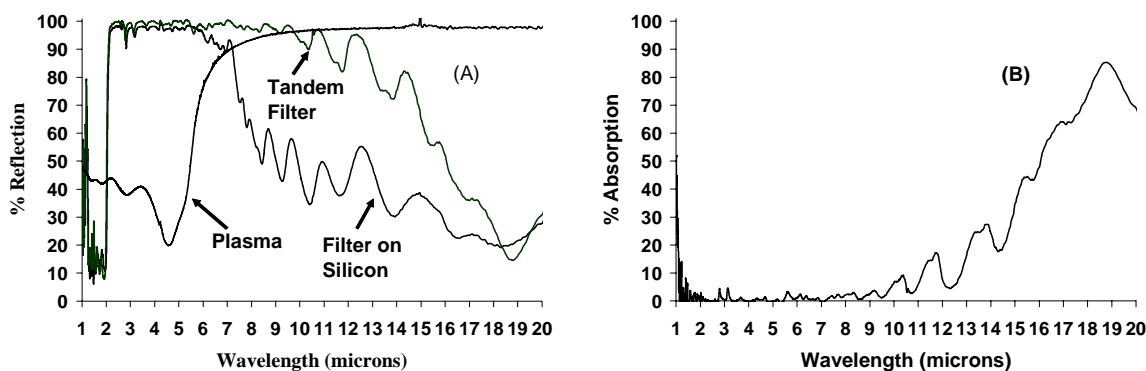 100
90
80
70
60
50
40
30
20
10
0
% Reflection
(A)
Tandem
Filter
Plasma
Filter on
Silicon
1 2 3 4 5 6 7 8 9 10 11 12 13 14 15 16 17 18 19 20
Wavelength (microns)
100
90
80
70
60
50
40
30
20
10
0
% Absorption
(B)
1 2 3 4 5 6 7 8 9 10 11 12 13 14 15 16 17 18 19 20
Wavelength (microns)